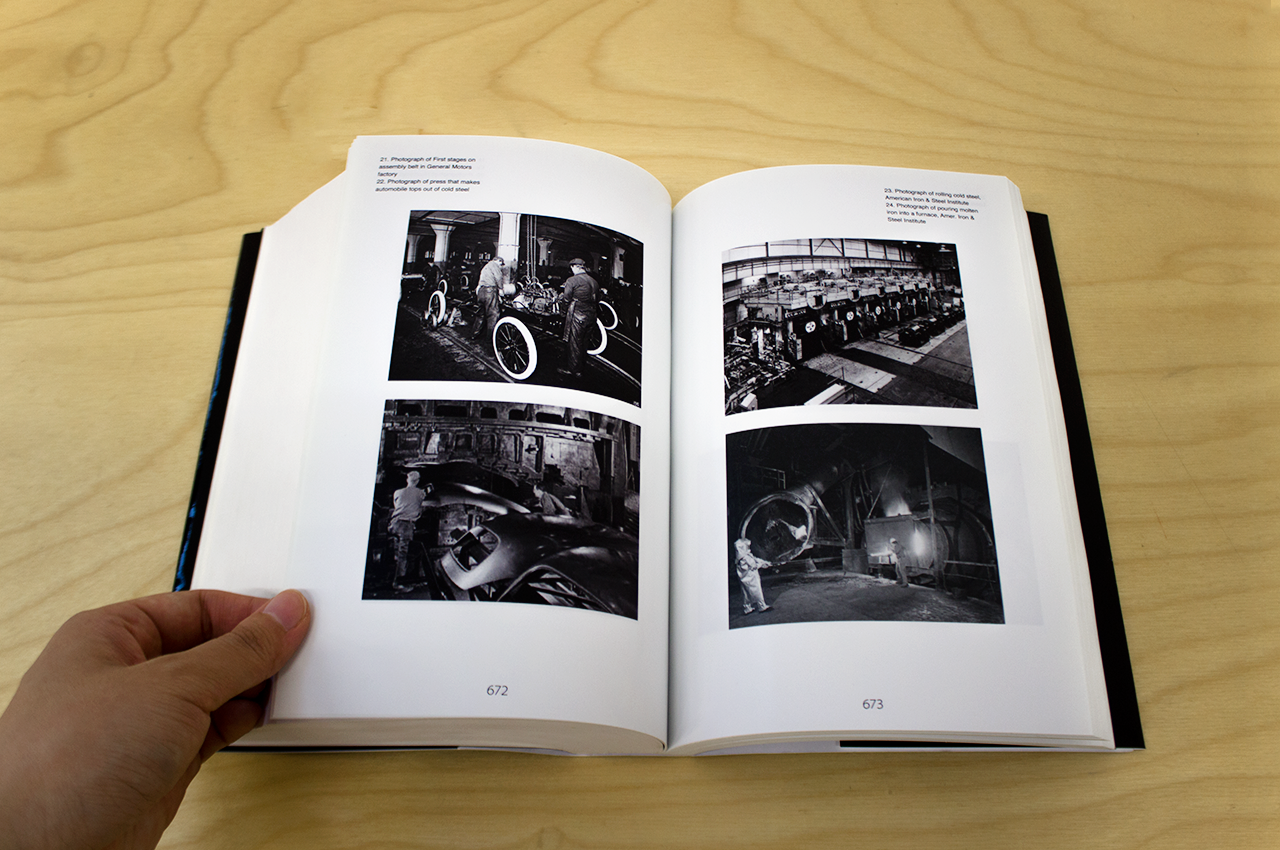 21. Photograph of First stages on
assembly belt in General Motors
factory
22. Photograph of press that makes
automobile tops out of cold steel
23. Photograph of rolling cold steel,
American Iron & Steel Institute
24. Photograph of pouring molten
iron into a furnace, Amer. Iron &
Steel Institute
672
673